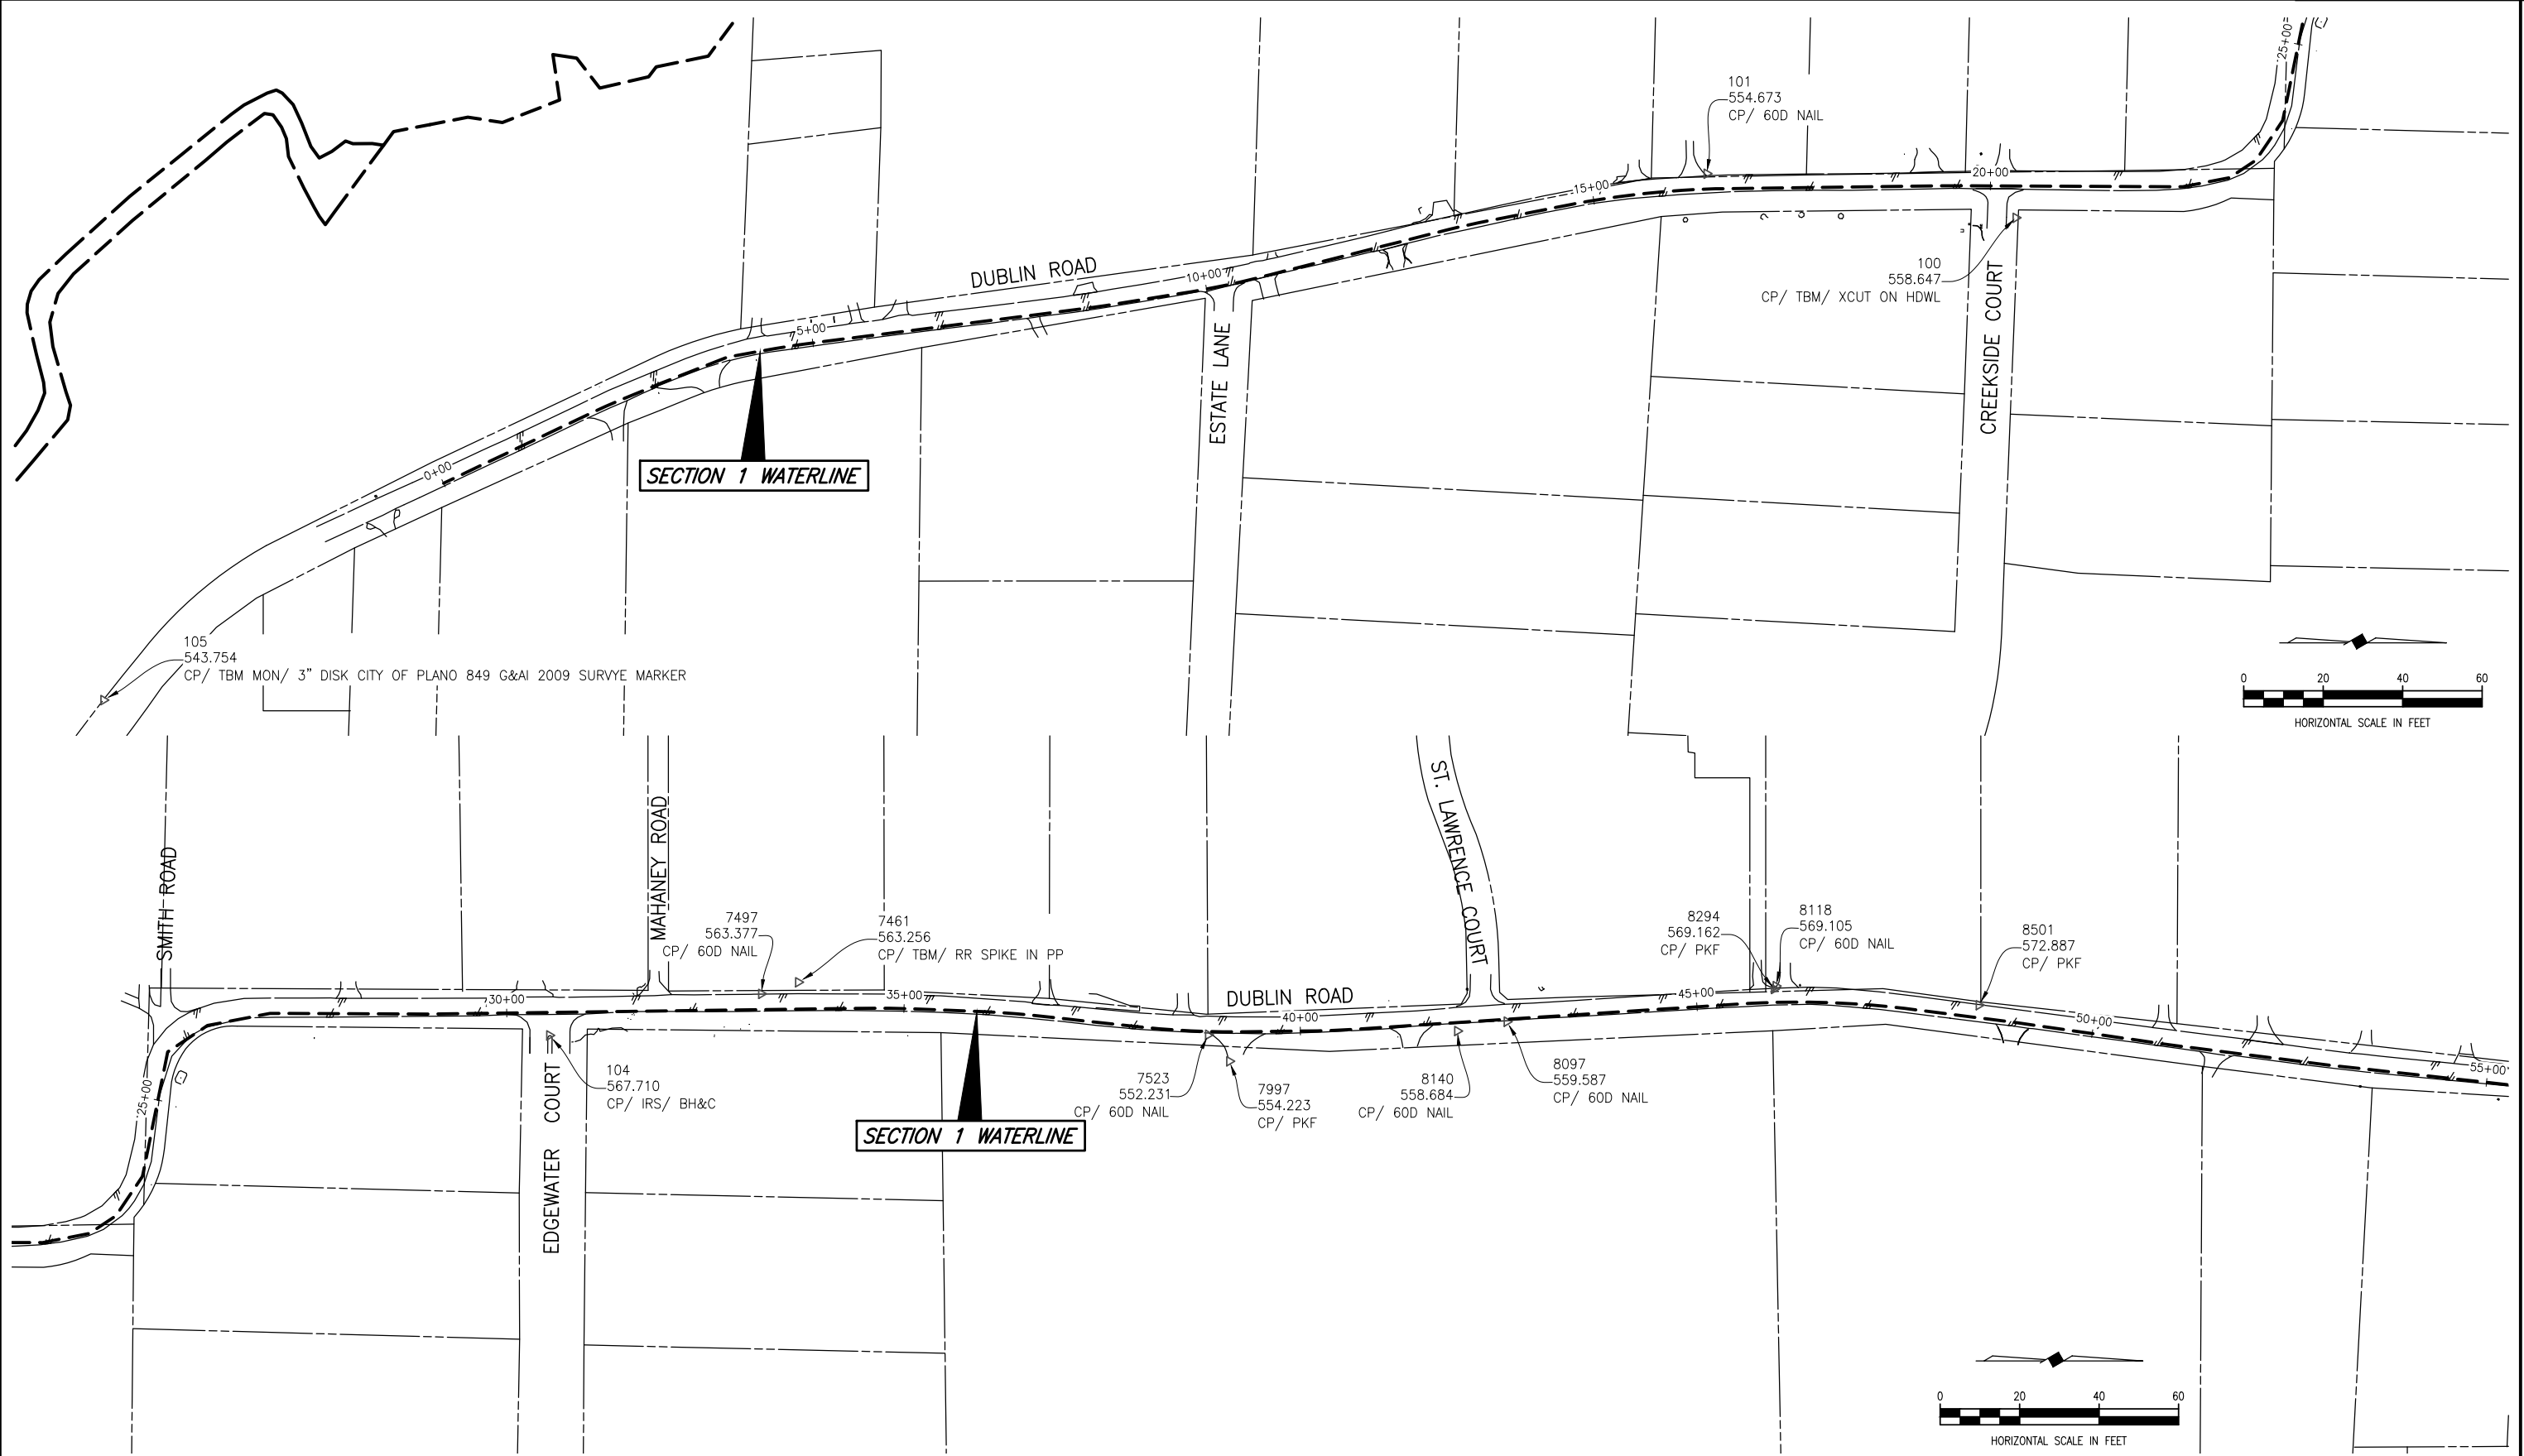 25+00
101
554.673
CP/ 60D NAIL
20+00
15+00
DUBLIN ROAD
10+00
100
558.647
CP/ TBM/ XCUT ON HDWL
CREEKSIDE COURT
ESTATE LANE
5+00
SECTION 1 WATERLINE
0+00
105
543.754
CP/ TBM MON/ 3" DISK CITY OF PLANO 849 G&AI 2009 SURVYE MARKER
0 20 40 60
HORIZONTAL SCALE IN FEET
SMITH ROAD
MAHANEY ROAD
ST. LAWRENCE COURT
7497
563.377
CP/ 60D NAIL
7461
563.256
CP/ TBM/ RR SPIKE IN PP
8294
569.162
CP/ PKF
8118
569.105
CP/ 60D NAIL
8501
572.887
CP/ PKF
30+00
35+00
DUBLIN ROAD
40+00
45+00
50+00
55+00
25+00
104
567.710
CP/ IRS/ BH&C
EDGEWATER COURT
SECTION 1 WATERLINE
7523
552.231
CP/ 60D NAIL
7997
554.223
CP/ PKF
8140
558.684
CP/ 60D NAIL
8097
559.587
CP/ 60D NAIL
0 20 40 60
HORIZONTAL SCALE IN FEET